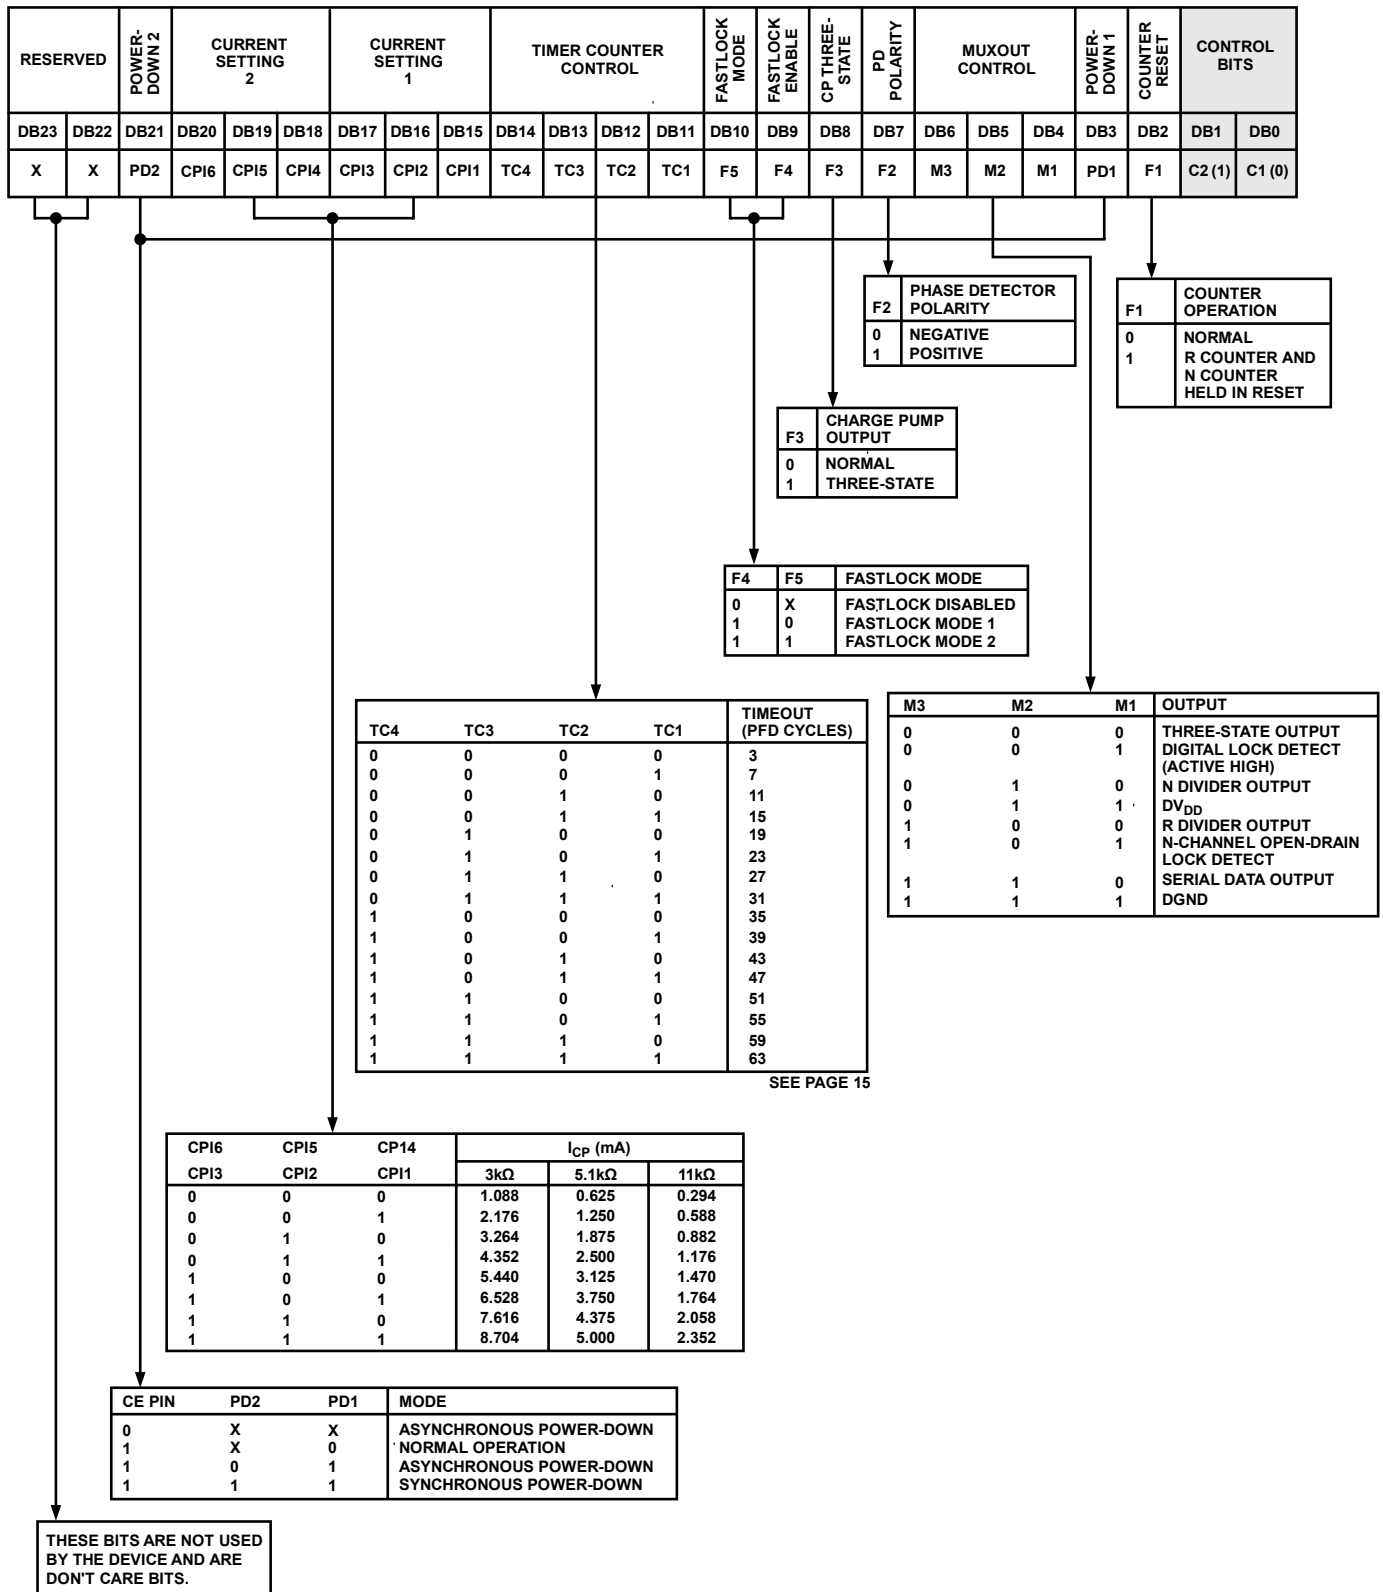 RESERVED
POWER-
DOWN 2
CURRENT
SETTING
2
CURRENT
SETTING
1
TIMER COUNTER
CONTROL
FASTLOCK
MODE
FASTLOCK
ENABLE
CP THREE-
STATE
PD
POLARITY
MUXOUT
CONTROL
POWER-
DOWN 1
COUNTER
RESET
CONTROL
BITS
DB23 DB22 DB21 DB20 DB19 DB18 DB17 DB16 DB15 DB14 DB13 DB12 DB11 DB10 DB9 DB8 DB7 DB6 DB5 DB4 DB3 DB2 DB1 DB0
X X PD2 CPI6 CPI5 CPI4 CPI3 CPI2 CPI1 TC4 TC3 TC2 TC1 F5 F4 F3 F2 M3 M2 M1 PD1 F1 C2 (1) C1 (0)
F2 PHASE DETECTOR
POLARITY
0 NEGATIVE
1 POSITIVE
F1 COUNTER
OPERATION
0 NORMAL
1 R COUNTER AND
N COUNTER
HELD IN RESET
F3 CHARGE PUMP
OUTPUT
0 NORMAL
1 THREE-STATE
F4 F5 FASTLOCK MODE
0 X FASTLOCK DISABLED
1 0 FASTLOCK MODE 1
1 1 FASTLOCK MODE 2
TC4 TC3 TC2 TC1 TIMEOUT
(PFD CYCLES)
0 0 0 0 3
0 0 0 1 7
0 0 1 0 11
0 0 1 1 15
0 1 0 0 19
0 1 0 1 23
0 1 1 0 27
0 1 1 1 31
1 0 0 0 35
1 0 0 1 39
1 0 1 0 43
1 0 1 1 47
1 1 0 0 51
1 1 0 1 55
1 1 1 0 59
1 1 1 1 63
SEE PAGE 15
M3 M2 M1 OUTPUT
0 0 0 THREE-STATE OUTPUT
0 0 1 DIGITAL LOCK DETECT
(ACTIVE HIGH)
0 1 0 N DIVIDER OUTPUT
0 1 1 DVDD
1 0 0 R DIVIDER OUTPUT
1 0 1 N-CHANNEL OPEN-DRAIN
LOCK DETECT
1 1 0 SERIAL DATA OUTPUT
1 1 1 DGND
CPI6 CPI5 CP14 ICP (mA)
CPI3 CPI2 CPI1 3kΩ 5.1kΩ 11kΩ
0 0 0 1.088 0.625 0.294
0 0 1 2.176 1.250 0.588
0 1 0 3.264 1.875 0.882
0 1 1 4.352 2.500 1.176
1 0 0 5.440 3.125 1.470
1 0 1 6.528 3.750 1.764
1 1 0 7.616 4.375 2.058
1 1 1 8.704 5.000 2.352
CE PIN PD2 PD1 MODE
0 X X ASYNCHRONOUS POWER-DOWN
1 X 0 NORMAL OPERATION
1 0 1 ASYNCHRONOUS POWER-DOWN
1 1 1 SYNCHRONOUS POWER-DOWN
THESE BITS ARE NOT USED
BY THE DEVICE AND ARE
DON'T CARE BITS.